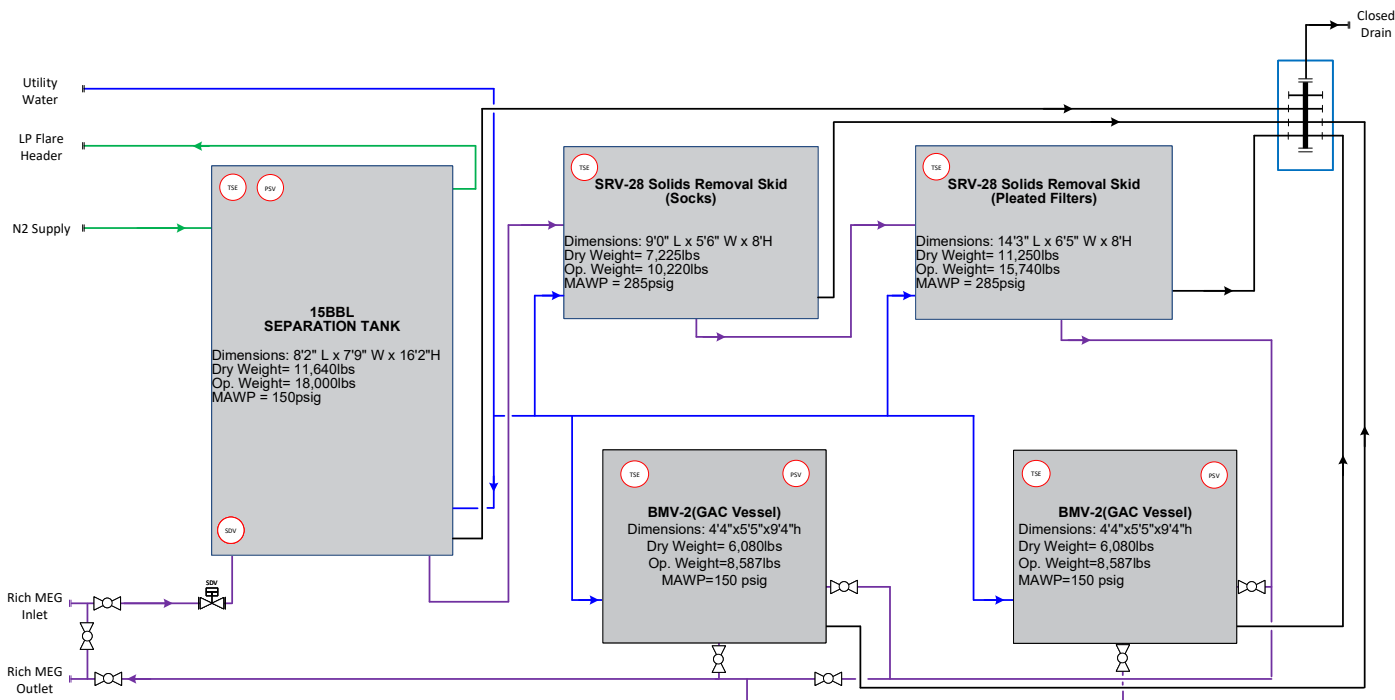 Closed
Drain
Utility
Water
LP Flare
Header
N2 Supply
TSE
PSV
15BBL
SEPARATION TANK
Dimensions: 8'2" L x 7'9" W x 16'2"H
Dry Weight= 11,640lbs
Op. Weight= 18,000lbs
MAWP = 150psig
SDV
TSE
SRV-28 Solids Removal Skid
(Socks)
Dimensions: 9'0" L x 5'6" W x 8'H
Dry Weight= 7,225lbs
Op. Weight= 10,220lbs
MAWP = 285psig
TSE
SRV-28 Solids Removal Skid
(Pleated Filters)
Dimensions: 14'3" L x 6'5" W x 8'H
Dry Weight= 11,250lbs
Op. Weight= 15,740lbs
MAWP = 285psig
TSE
PSV
BMV-2(GAC Vessel)
Dimensions: 4'4"x5'5"x9'4"h
Dry Weight= 6,080lbs
Op. Weight=8,587lbs
MAWP=150 psig
TSE
PSV
BMV-2(GAC Vessel)
Dimensions: 4'4"x5'5"x9'4"h
Dry Weight= 6,080lbs
Op. Weight=8,587lbs
MAWP=150 psig
SDV
Rich MEG
Inlet
Rich MEG
Outlet